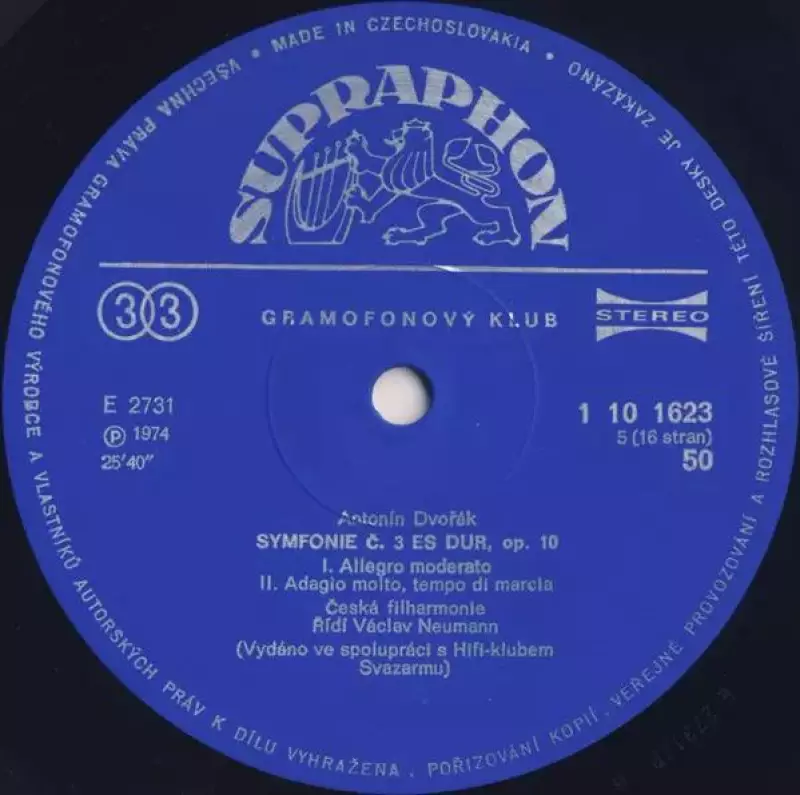 MADE IN CZECHOSLOVAKIA
VŠECHNA PRÁVA GRAMOFONOVÉHO VÝROBCE A VLASTNÍKŮ AUTORSKÝCH PRÁV K DÍLU VYHRAŽENA. POŘIZOVÁNÍ KOPIÍ, VEŘEJNÉ PROVOZOVÁNÍ A ROZHLASOVÉ ŠÍŘENÍ TÉTO DESKY JE ZAKÁZÁNO
SUPRAPHON
33
GRAMOFONOVÝ KLUB
STEREO
E 2731
Ⓟ 1974
25'40"
1 10 1623
5 (16 stran)
50
Antonín Dvořák
SYMFONIE Č. 3 ES DUR, op. 10
I. Allegro moderato
II. Adagio molto, tempo di marcia
Česká filharmonie
Řídí Václav Neumann
(Vydáno ve spolupráci s Hifi-klubem
Svazarmu)